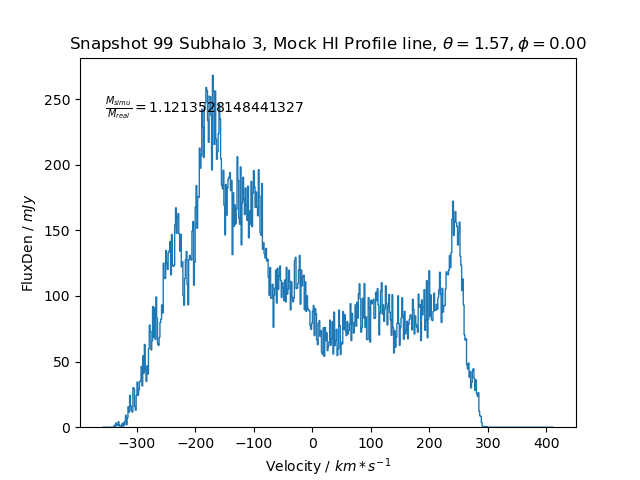 Snapshot 99 Subhalo 3, Mock HI Profile line, θ = 1.57, ϕ = 0.00
M_simu/M_real = 1.1213528148441327
FluxDen / mJy
250
200
150
100
50
0
−300 −200 −100 0 100 200 300 400
Velocity / km * s⁻¹